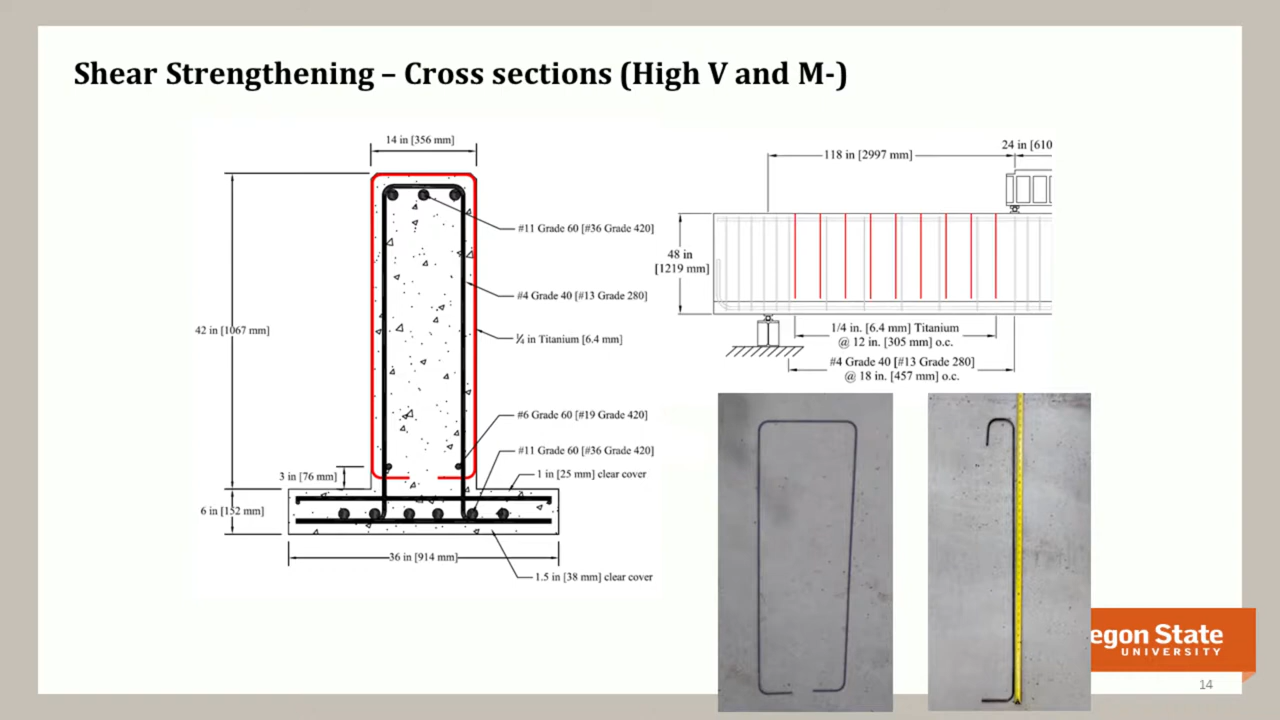 Shear Strengthening – Cross sections (High V and M-)
14 in [356 mm]
#11 Grade 60 [#36 Grade 420]
#4 Grade 40 [#13 Grade 280]
42 in [1067 mm]
¼ in Titanium [6.4 mm]
#6 Grade 60 [#19 Grade 420]
#11 Grade 60 [#36 Grade 420]
3 in [76 mm]
1 in [25 mm] clear cover
6 in [152 mm]
36 in [914 mm]
1.5 in [38 mm] clear cover
24 in [610
118 in [2997 mm]
48 in
[1219 mm]
1/4 in. [6.4 mm] Titanium
@ 12 in. [305 mm] o.c.
#4 Grade 40 [#13 Grade 280]
@ 18 in. [457 mm] o.c.
egon State
UNIVERSITY
14